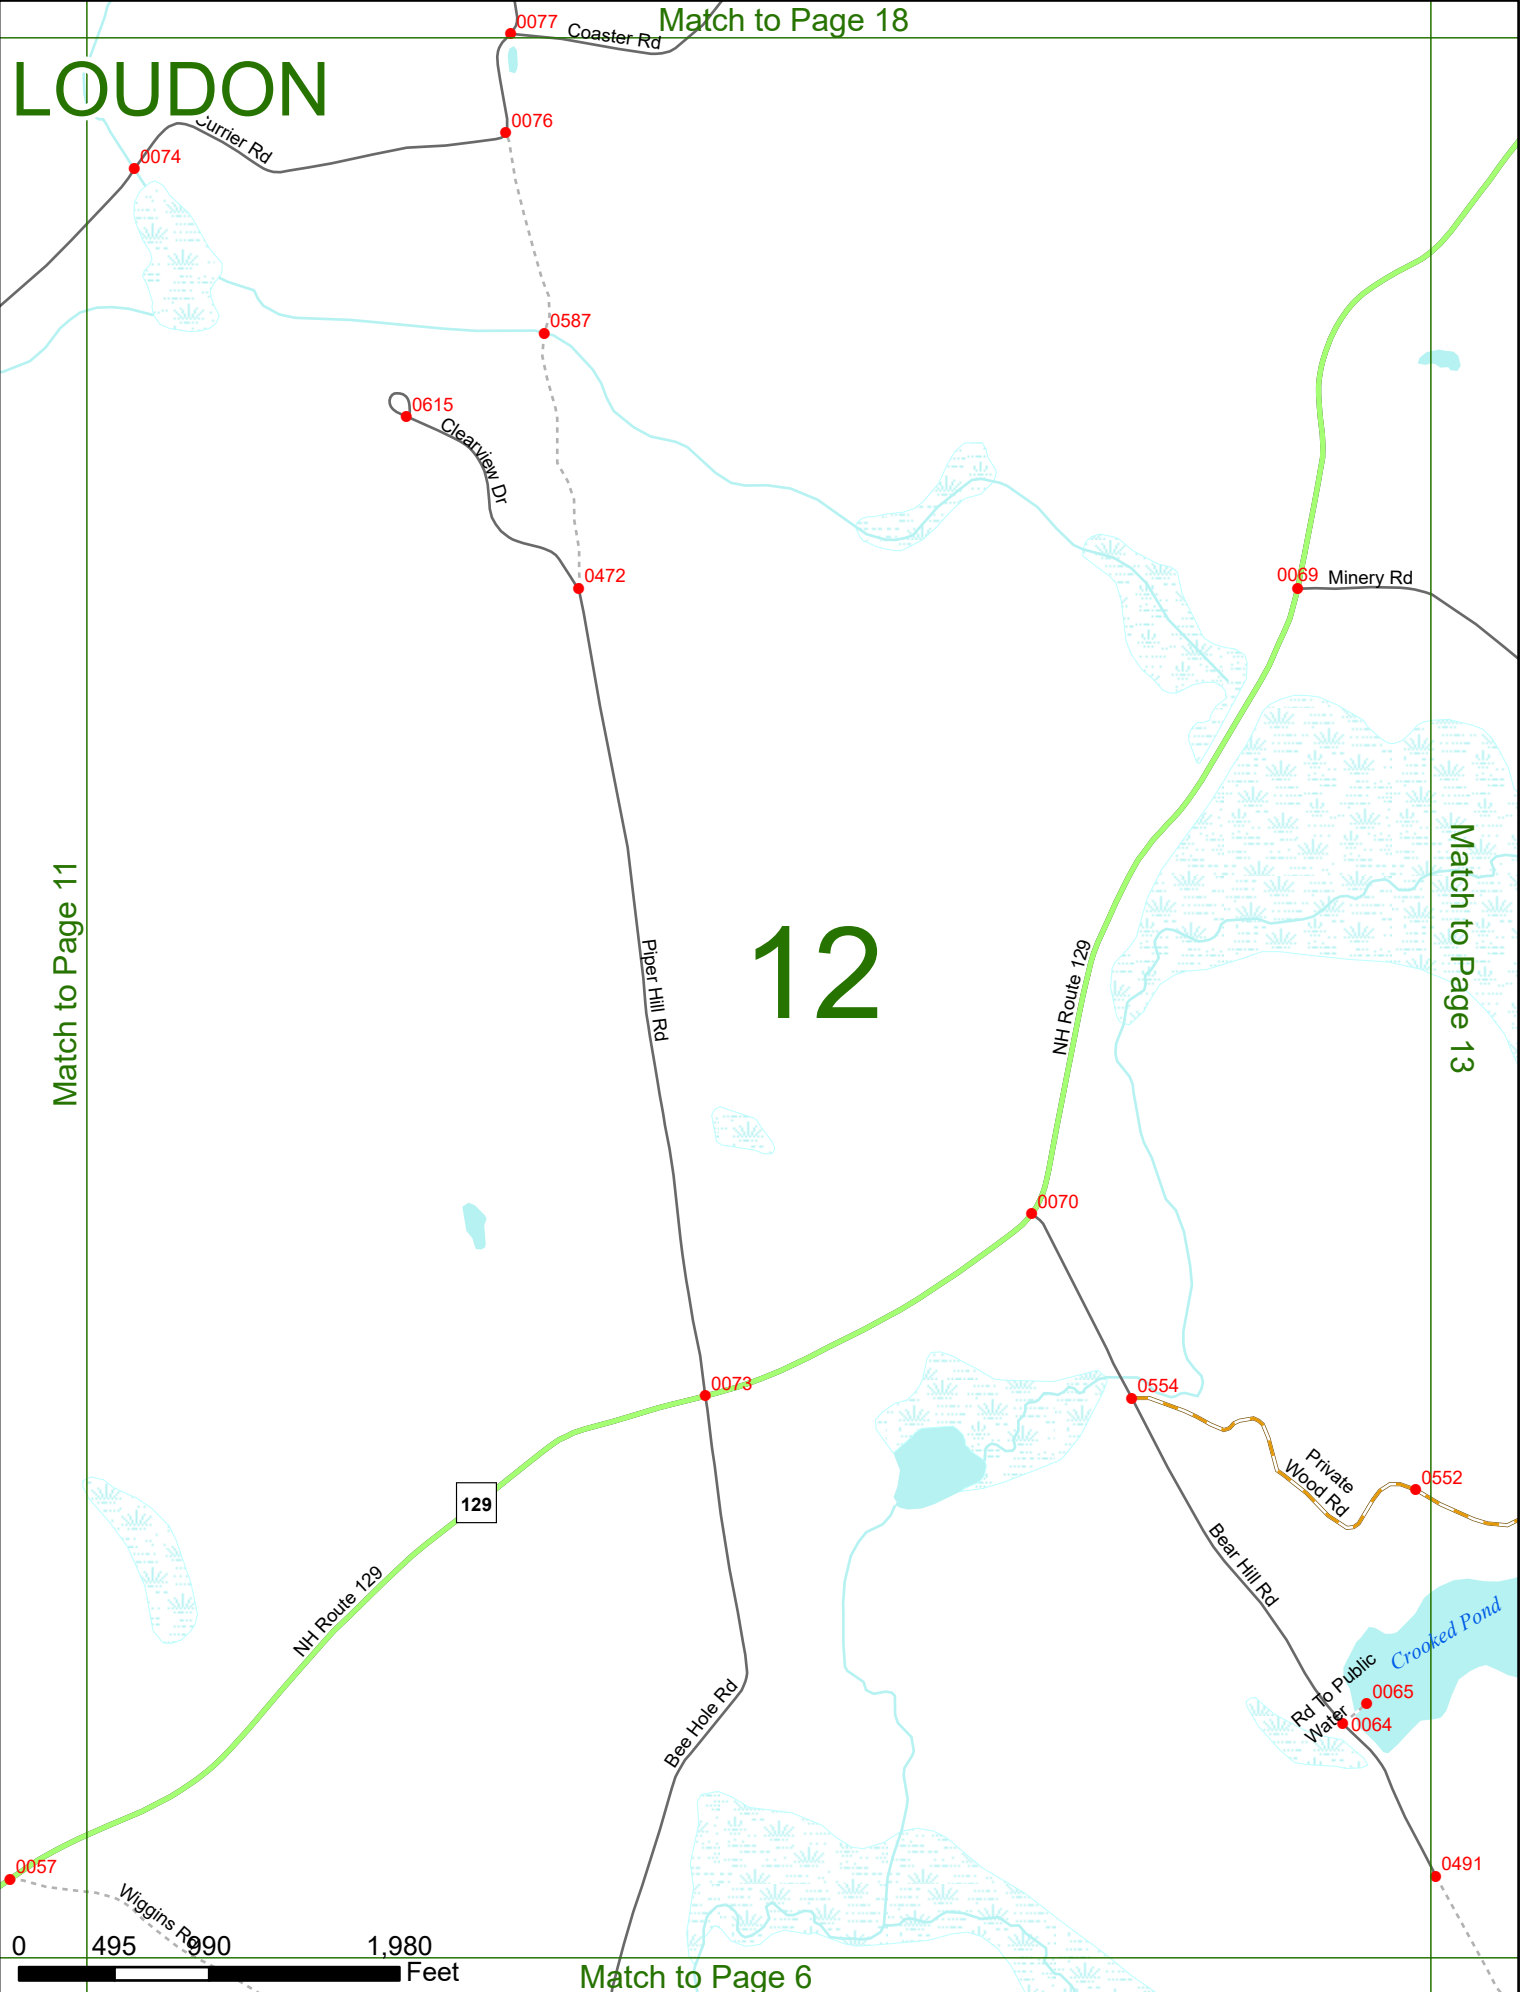 Match to Page 18
0077
Coaster Rd
LOUDON
0076
Currier Rd
0074
0587
0615
Clearview Dr
0472
0069
Minery Rd
Match to Page 11
Match to Page 13
12
Piper Hill Rd
NH Route 129
0070
0073
0554
129
Private
Wood Rd
0552
Bear Hill Rd
NH Route 129
Crooked Pond
Rd To Public
Water
0065
0064
Bee Hole Rd
0057
0491
Wiggins Rd
0 495 990 1,980
Feet
Match to Page 6